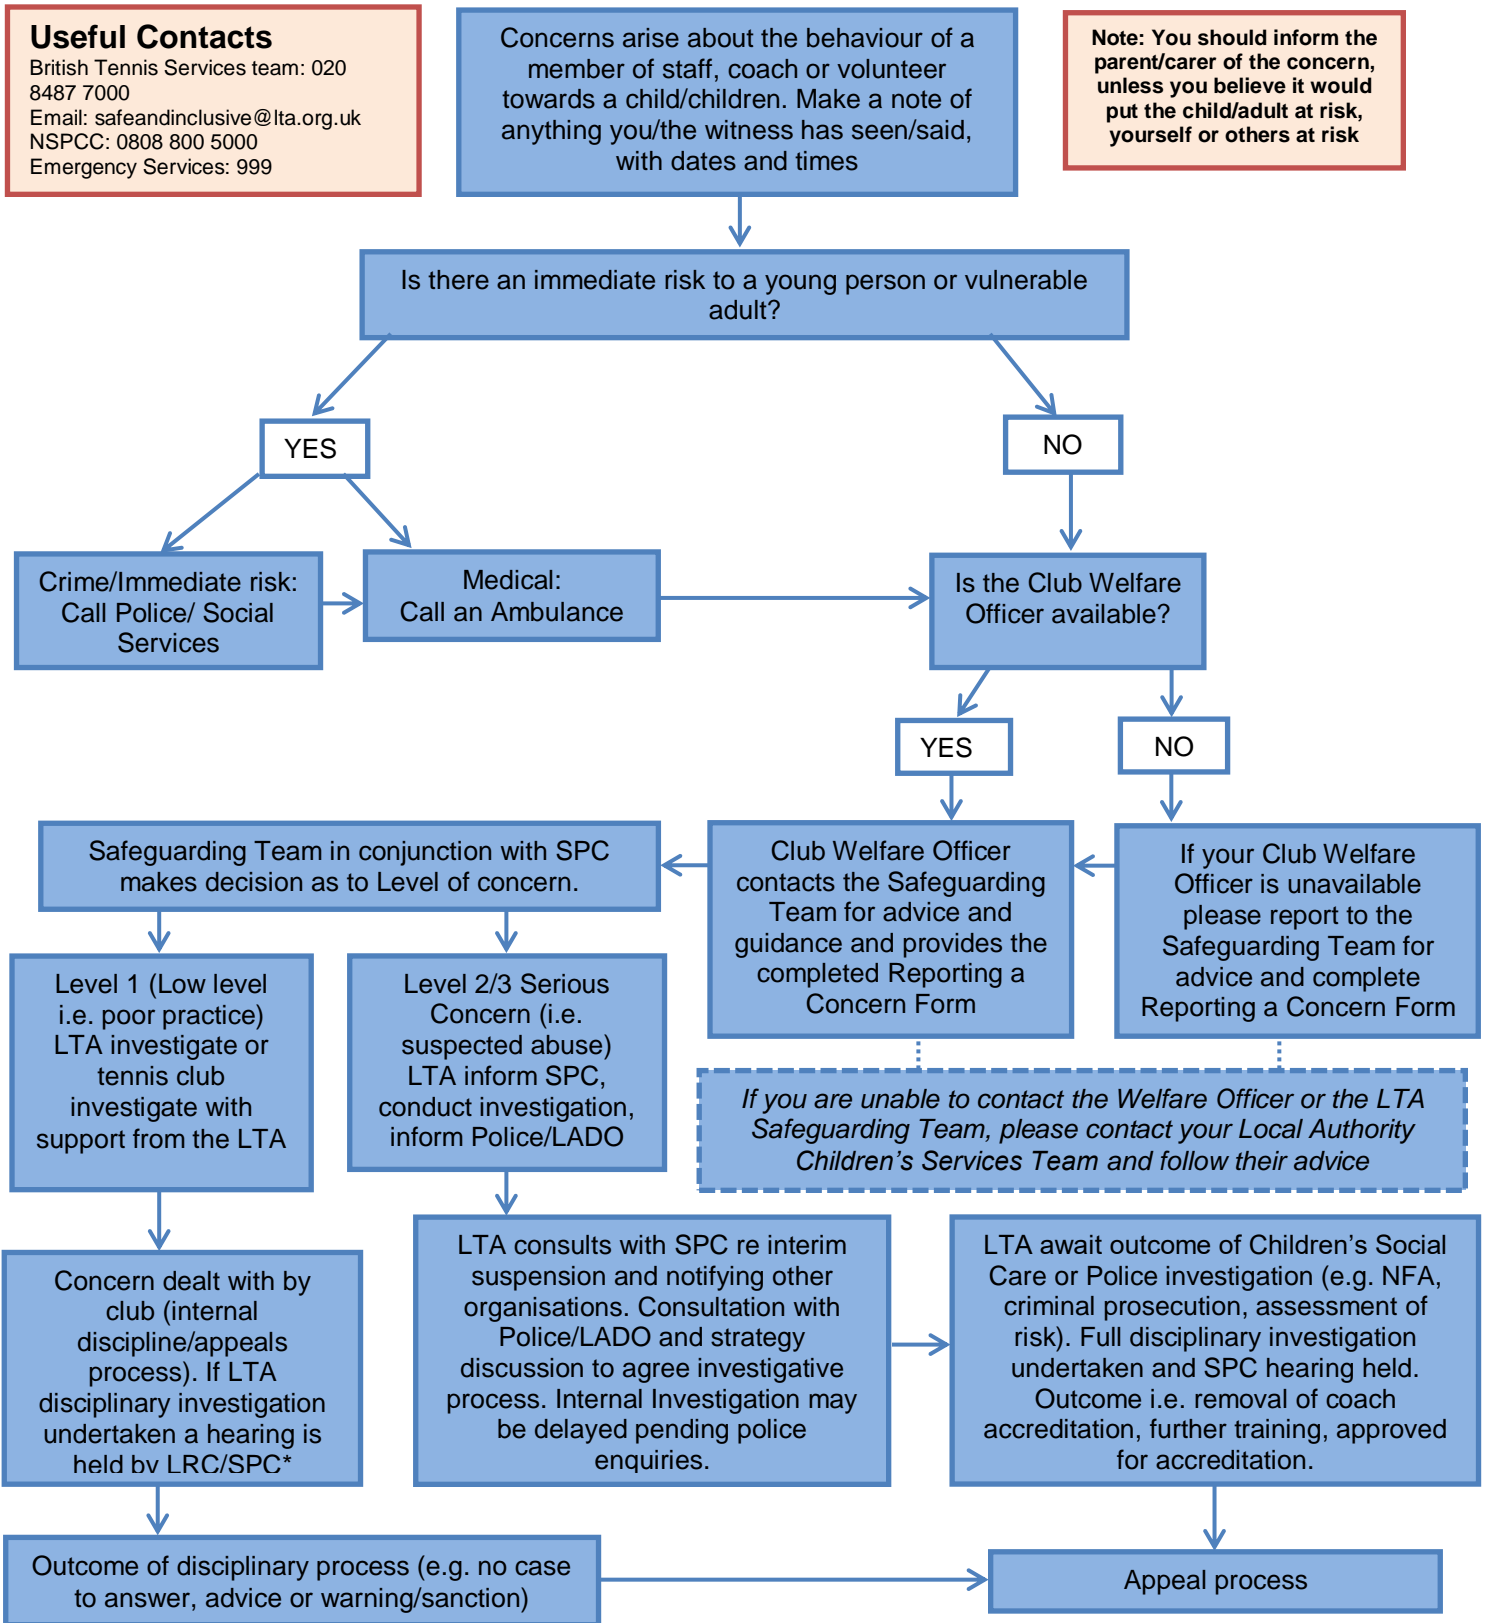 Useful Contacts
British Tennis Services team: 020
8487 7000
Email: safeandinclusive@lta.org.uk
NSPCC: 0808 800 5000
Emergency Services: 999
Concerns arise about the behaviour of a
member of staff, coach or volunteer
towards a child/children. Make a note of
anything you/the witness has seen/said,
with dates and times
Note: You should inform the
parent/carer of the concern,
unless you believe it would
put the child/adult at risk,
yourself or others at risk
Is there an immediate risk to a young person or vulnerable
adult?
YES
NO
Crime/Immediate risk:
Call Police/ Social
Services
Medical:
Call an Ambulance
Is the Club Welfare
Officer available?
YES
NO
Safeguarding Team in conjunction with SPC
makes decision as to Level of concern.
Club Welfare Officer
contacts the Safeguarding
Team for advice and
guidance and provides the
completed Reporting a
Concern Form
If your Club Welfare
Officer is unavailable
please report to the
Safeguarding Team for
advice and complete
Reporting a Concern Form
Level 1 (Low level
i.e. poor practice)
LTA investigate or
tennis club
investigate with
support from the LTA
Level 2/3 Serious
Concern (i.e.
suspected abuse)
LTA inform SPC,
conduct investigation,
inform Police/LADO
If you are unable to contact the Welfare Officer or the LTA
Safeguarding Team, please contact your Local Authority
Children’s Services Team and follow their advice
Concern dealt with by
club (internal
discipline/appeals
process). If LTA
disciplinary investigation
undertaken a hearing is
held by LRC/SPC*
LTA consults with SPC re interim
suspension and notifying other
organisations. Consultation with
Police/LADO and strategy
discussion to agree investigative
process. Internal Investigation may
be delayed pending police
enquiries.
LTA await outcome of Children’s Social
Care or Police investigation (e.g. NFA,
criminal prosecution, assessment of
risk). Full disciplinary investigation
undertaken and SPC hearing held.
Outcome i.e. removal of coach
accreditation, further training, approved
for accreditation.
Outcome of disciplinary process (e.g. no case
to answer, advice or warning/sanction)
Appeal process